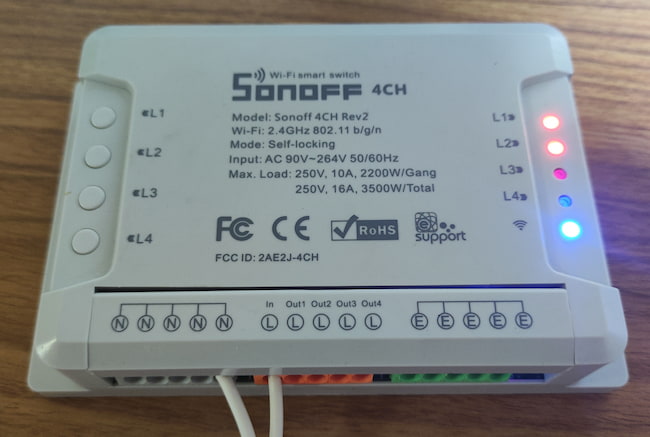 Wi-Fi smart switch
SONOFF 4CH
Model: Sonoff 4CH Rev2
Wi-Fi: 2.4GHz 802.11 b/g/n
Mode: Self-locking
Input: AC 90V~264V 50/60Hz
Max. Load: 250V, 10A, 2200W/Gang
250V, 16A, 3500W/Total
L1
L2
L3
L4
L1
L2
L3
L4
FC CE RoHS e support
FCC ID: 2AE2J-4CH
In Out1 Out2 Out3 Out4
N N N N N L L L L L E E E E E